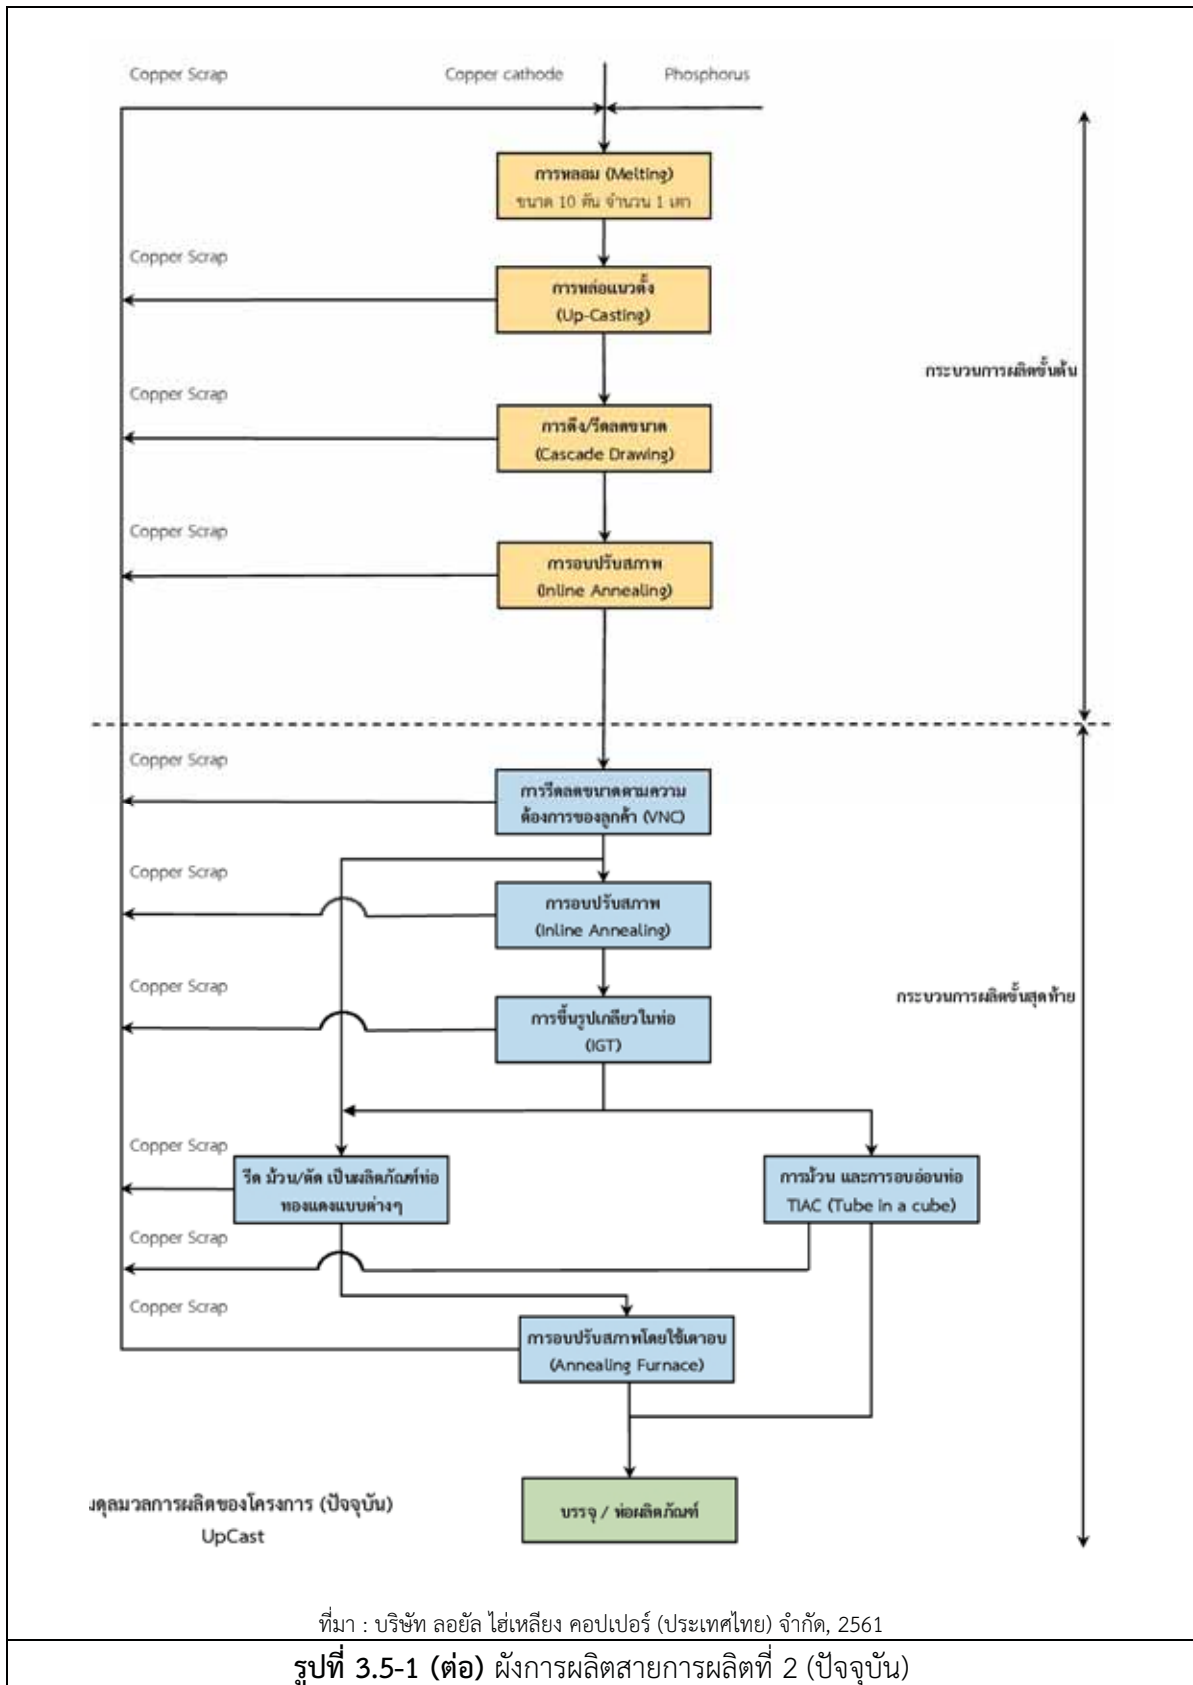 Copper Scrap
Copper cathode
Phosphorus
การหลอม (Melting)
ขนาด 10 ตัน จำนวน 1 เตา
Copper Scrap
การหล่อแนวตั้ง
(Up-Casting)
กระบวนการผลิตขั้นต้น
Copper Scrap
การดึง/รีดลดขนาด
(Cascade Drawing)
Copper Scrap
การอบปรับสภาพ
(Inline Annealing)
Copper Scrap
การรีดลดขนาดตามความ
ต้องการของลูกค้า (VNC)
Copper Scrap
การอบปรับสภาพ
(Inline Annealing)
Copper Scrap
การขึ้นรูปเกลียวในท่อ
(IGT)
กระบวนการผลิตขั้นสุดท้าย
Copper Scrap
รีด ม้วน/ตัด เป็นผลิตภัณฑ์ท่อ
ทองแดงแบบต่างๆ
การม้วน และการอบอ่อนท่อ
TIAC (Tube in a cube)
Copper Scrap
Copper Scrap
การอบปรับสภาพโดยใช้เตาอบ
(Annealing Furnace)
มดุลมวลการผลิตของโครงการ (ปัจจุบัน)
UpCast
บรรจุ / ท่อผลิตภัณฑ์
ที่มา : บริษัท ลอยัล ไฮ่เหลียง คอปเปอร์ (ประเทศไทย) จำกัด, 2561
รูปที่ 3.5-1 (ต่อ) ผังการผลิตสายการผลิตที่ 2 (ปัจจุบัน)